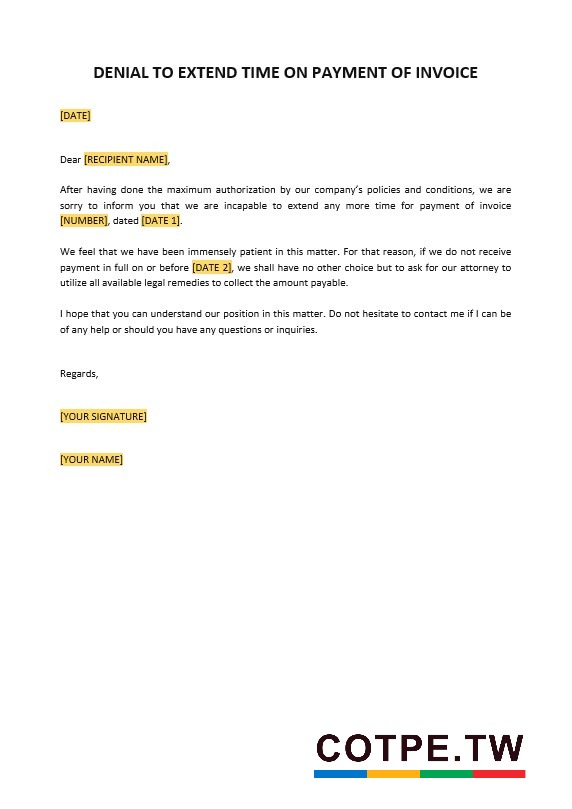 DENIAL TO EXTEND TIME ON PAYMENT OF INVOICE
[DATE]
Dear [RECIPIENT NAME],
After having done the maximum authorization by our company’s policies and conditions, we are
sorry to inform you that we are incapable to extend any more time for payment of invoice
[NUMBER], dated [DATE 1].
We feel that we have been immensely patient in this matter. For that reason, if we do not receive
payment in full on or before [DATE 2], we shall have no other choice but to ask for our attorney to
utilize all available legal remedies to collect the amount payable.
I hope that you can understand our position in this matter. Do not hesitate to contact me if I can be
of any help or should you have any questions or inquiries.
Regards,
[YOUR SIGNATURE]
[YOUR NAME]
COTPE.TW